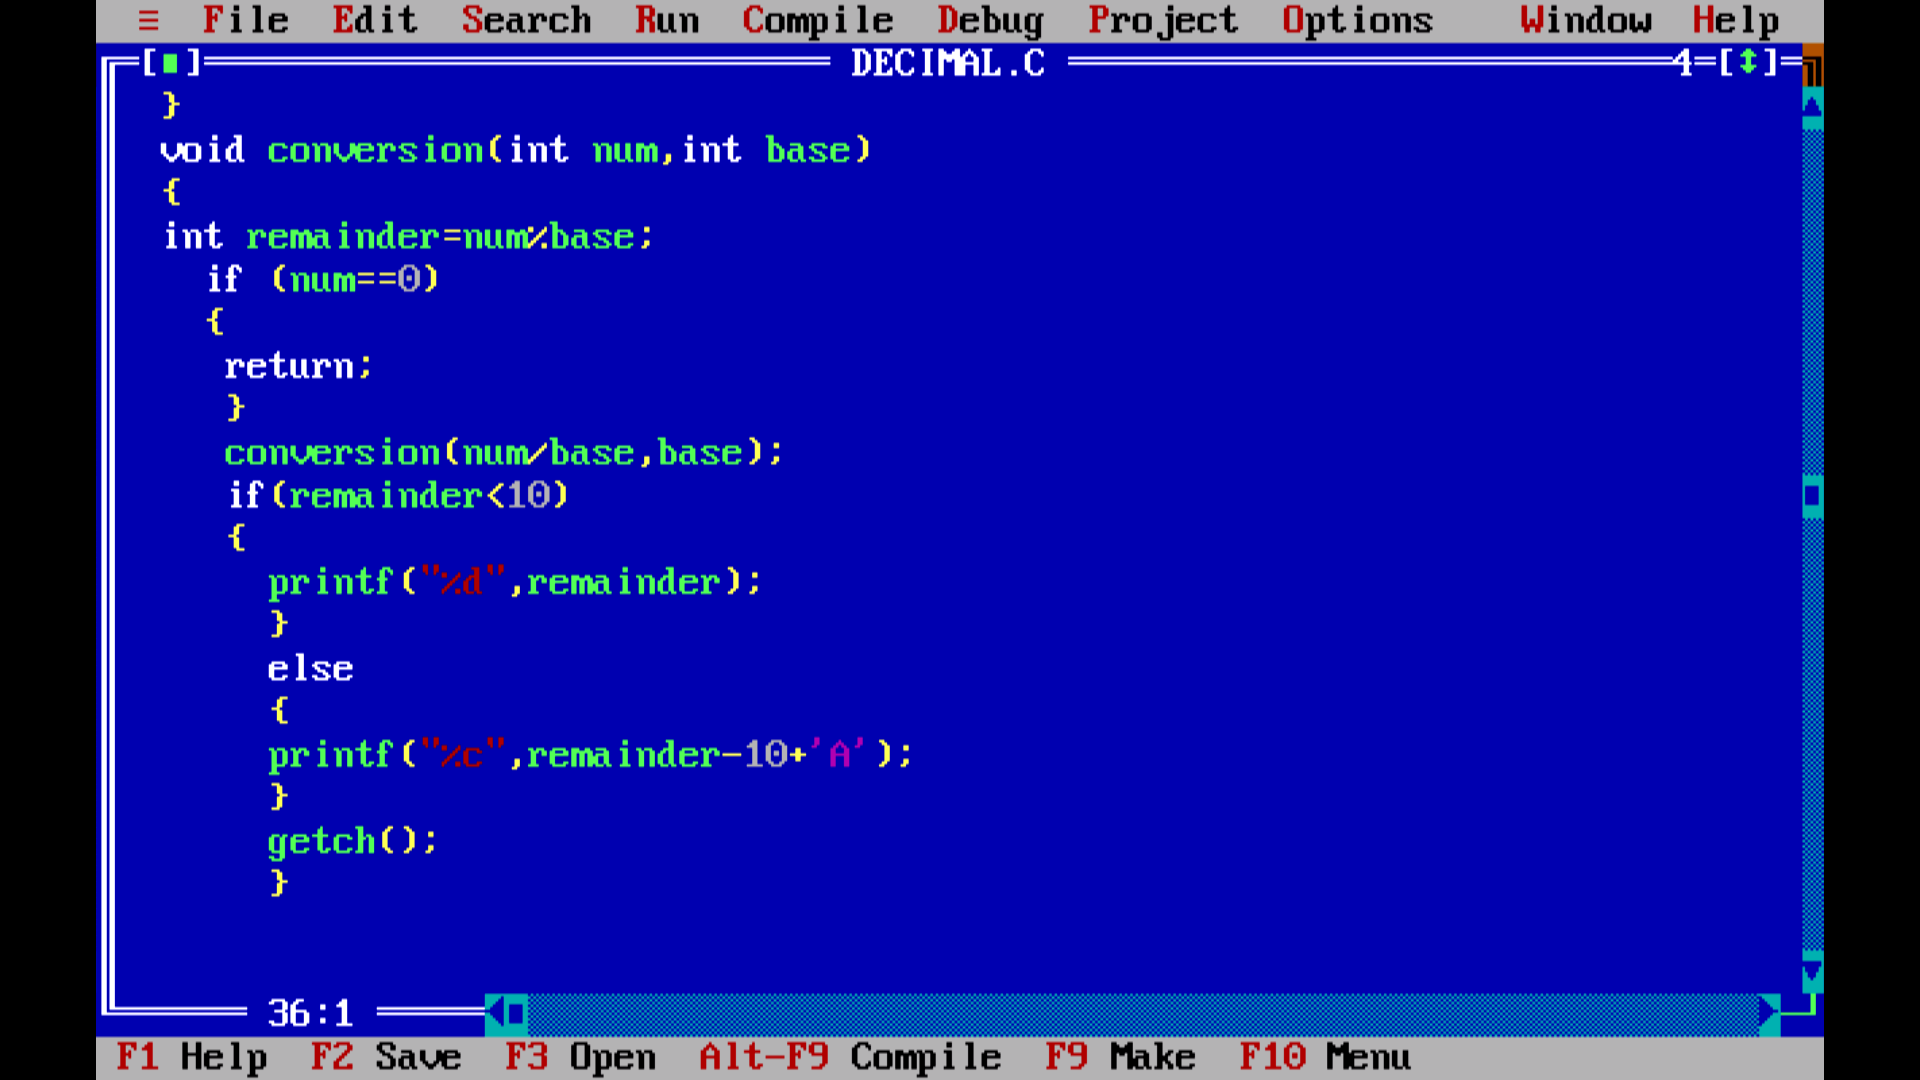 ≡ File Edit Search Run Compile Debug Project Options Window Help
[■] DECIMAL.C 4=[↕]
}
void conversion(int num,int base)
{
int remainder=num%base;
if (num==0)
{
return;
}
conversion(num/base,base);
if(remainder<10)
{
printf("%d",remainder);
}
else
{
printf("%c",remainder-10+'A');
}
getch();
}
36:1
F1 Help F2 Save F3 Open Alt-F9 Compile F9 Make F10 Menu